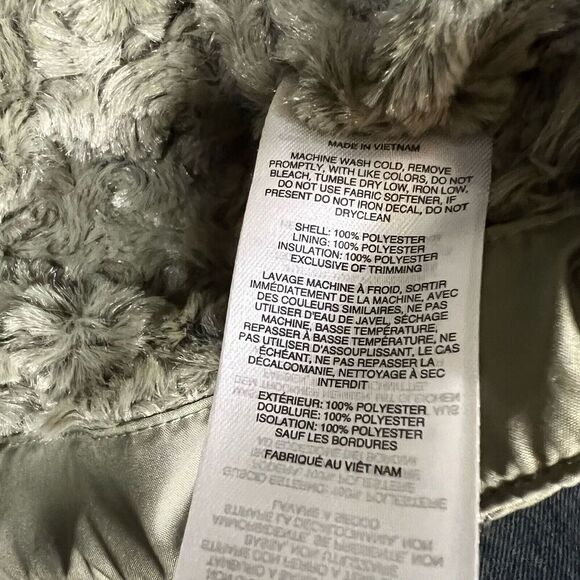 MADE IN VIETNAM
MACHINE WASH COLD, REMOVE
PROMPTLY, WITH LIKE COLORS, DO NOT
BLEACH, TUMBLE DRY LOW, IRON LOW.
DO NOT USE FABRIC SOFTENER, IF
PRESENT DO NOT IRON DECAL, DO NOT
DRYCLEAN
SHELL: 100% POLYESTER
LINING: 100% POLYESTER
INSULATION: 100% POLYESTER
EXCLUSIVE OF TRIMMING
LAVAGE MACHINE À FROID, SORTIR
IMMÉDIATEMENT DE LA MACHINE, AVEC
DES COULEURS SIMILAIRES, NE PAS
UTILISER D'EAU DE JAVEL, SÉCHAGE
MACHINE, BASSE TEMPÉRATURE,
REPASSER À BASSE TEMPÉRATURE, NE
PAS UTILISER D'ASSOUPLISSANT, LE CAS
ÉCHÉANT, NE PAS REPASSER LA
DÉCALCOMANIE, NETTOYAGE À SEC
INTERDIT
EXTÉRIEUR: 100% POLYESTER
DOUBLURE: 100% POLYESTER
ISOLATION: 100% POLYESTER
SAUF LES BORDURES
FABRIQUÉ AU VIÊT NAM